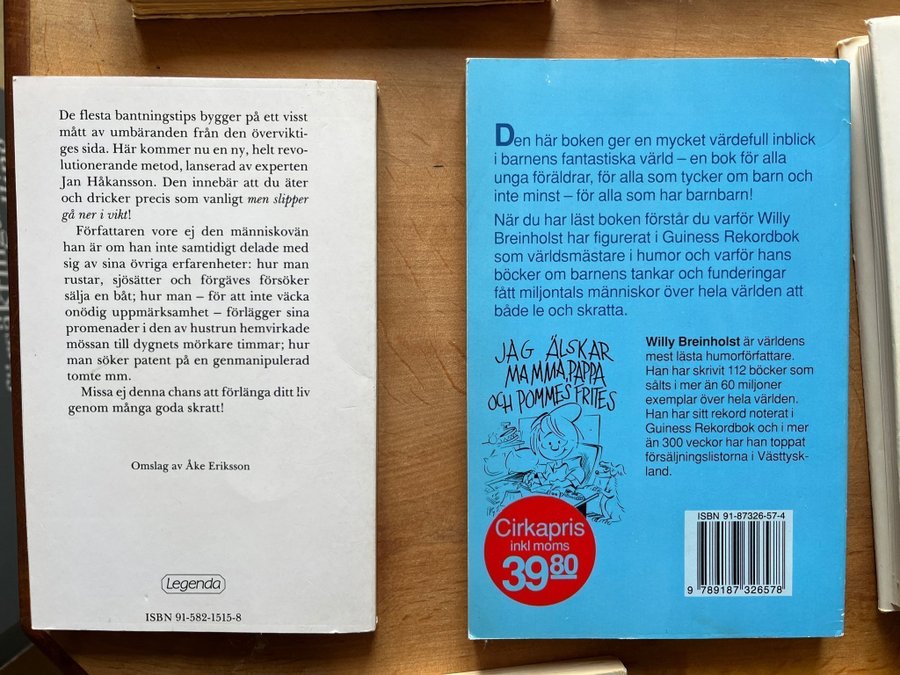 De flesta bantningstips bygger på ett visst
mått av umbäranden från den övervikti-
ges sida. Här kommer nu en ny, helt revo-
lutionerande metod, lanserad av experten
Jan Håkansson. Den innebär att du äter
och dricker precis som vanligt men slipper
gå ner i vikt!
Författaren vore ej den människovän
han är om han inte samtidigt delade med
sig av sina övriga erfarenheter: hur man
rustar, sjösätter och förgäves försöker
sälja en båt; hur man – för att inte väcka
onödig uppmärksamhet – förlägger sina
promenader i den av hustrun hemvirkade
mössan till dygnets mörkare timmar; hur
man söker patent på en genmanipulerad
tomte mm.
Missa ej denna chans att förlänga ditt liv
genom många goda skratt!
Omslag av Åke Eriksson
Legenda
ISBN 91-582-1515-8
Den här boken ger en mycket värdefull inblick
i barnens fantastiska värld – en bok för alla
unga föräldrar, för alla som tycker om barn och
inte minst – för alla som har barnbarn!
När du har läst boken förstår du varför Willy
Breinholst har figurerat i Guiness Rekordbok
som världsmästare i humor och varför hans
böcker om barnens tankar och funderingar
fått miljontals människor över hela världen att
både le och skratta.
JAG ÄLSKAR
MAMMA, PAPPA
OCH POMMES FRITES
Willy Breinholst är världens
mest lästa humorförfattare.
Han har skrivit 112 böcker som
sålts i mer än 60 miljoner
exemplar över hela världen.
Han har sitt rekord noterat i
Guiness Rekordbok och i mer
än 300 veckor har han toppat
försäljningslistorna i Västtysk-
land.
Cirkapris
inkl moms
39 80
ISBN 91-87326-57-4
9 789187 326578